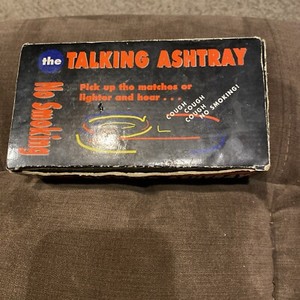 the TALKING ASHTRAY
No Smoking
Pick up the matches or
lighter and hear . . .
COUGH COUGH
COUGH
NO SMOKING!